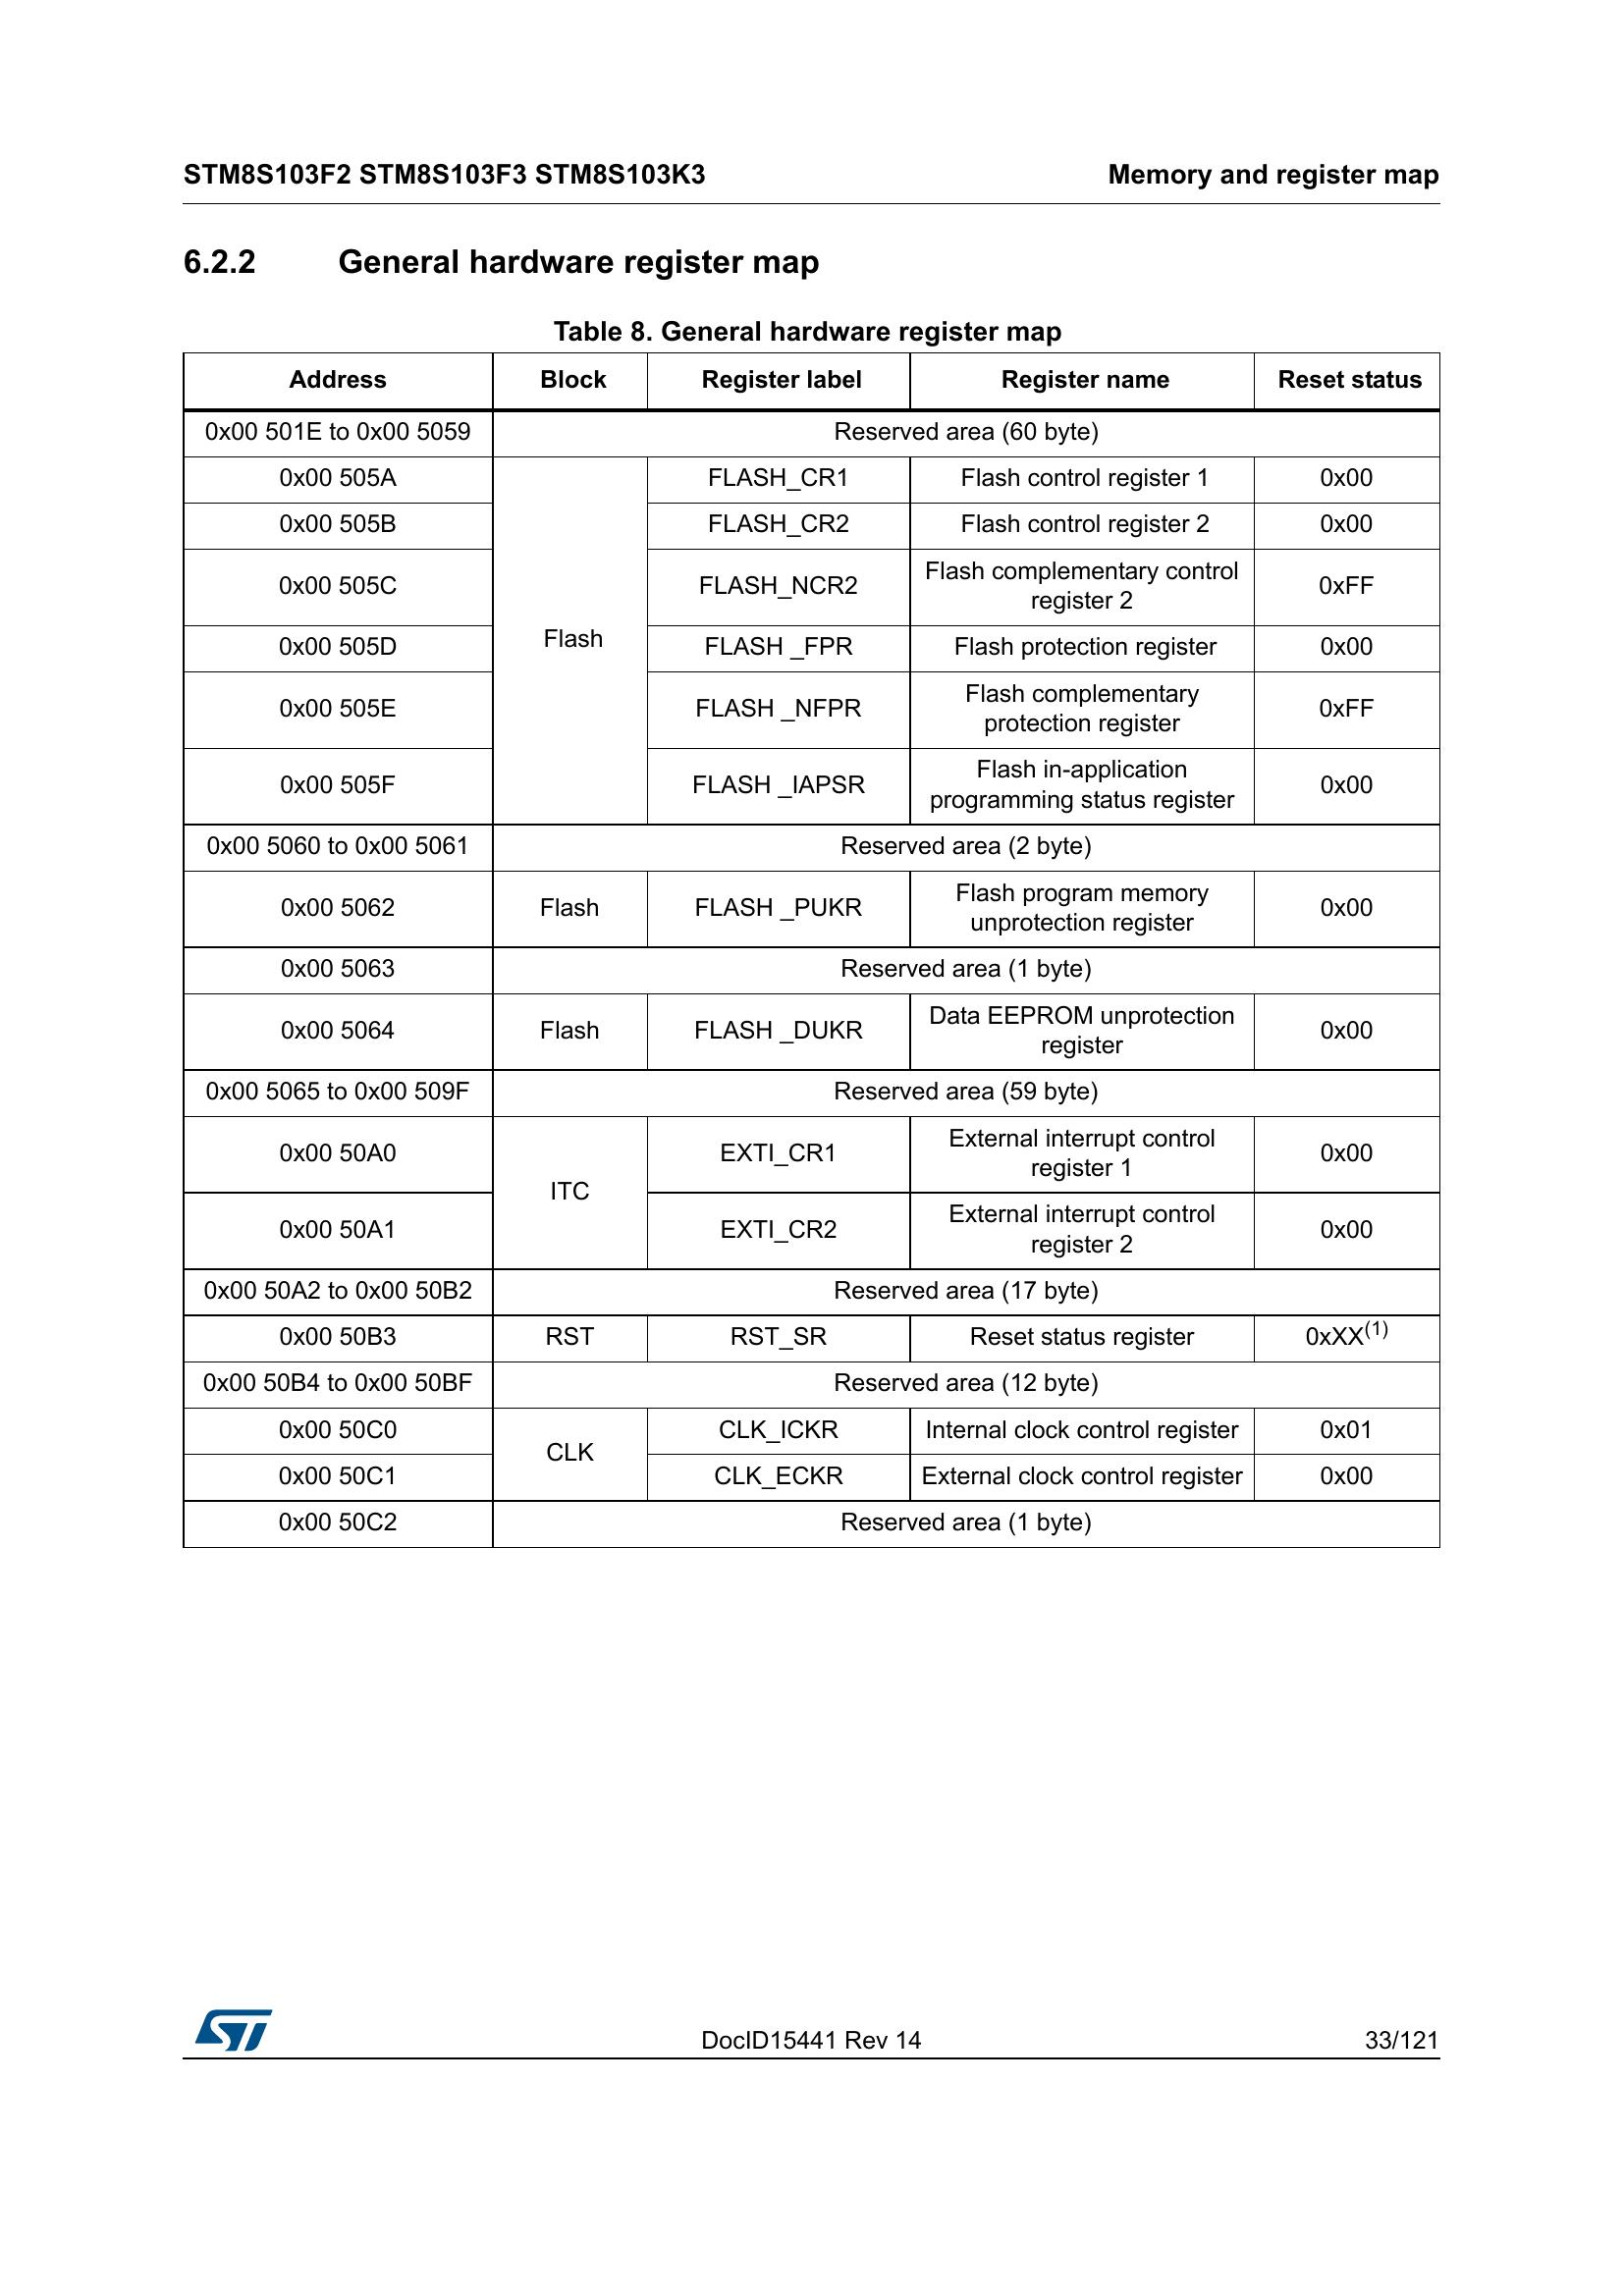 STM8S103F2 STM8S103F3 STM8S103K3 Memory and register map
6.2.2 General hardware register map
Table 8. General hardware register map
Address Block Register label Register name Reset status
0x00 501E to 0x00 5059 Reserved area (60 byte)
0x00 505A FLASH_CR1 Flash control register 1 0x00
0x00 505B FLASH_CR2 Flash control register 2 0x00
0x00 505C FLASH_NCR2 Flash complementary control
register 2 0xFF
Flash
0x00 505D FLASH _FPR Flash protection register 0x00
0x00 505E FLASH _NFPR Flash complementary
protection register 0xFF
0x00 505F FLASH _IAPSR Flash in-application
programming status register 0x00
0x00 5060 to 0x00 5061 Reserved area (2 byte)
0x00 5062 Flash FLASH _PUKR Flash program memory
unprotection register 0x00
0x00 5063 Reserved area (1 byte)
0x00 5064 Flash FLASH _DUKR Data EEPROM unprotection
register 0x00
0x00 5065 to 0x00 509F Reserved area (59 byte)
0x00 50A0 EXTI_CR1 External interrupt control
register 1 0x00
ITC
0x00 50A1 EXTI_CR2 External interrupt control
register 2 0x00
0x00 50A2 to 0x00 50B2 Reserved area (17 byte)
0x00 50B3 RST RST_SR Reset status register 0xXX(1)
0x00 50B4 to 0x00 50BF Reserved area (12 byte)
0x00 50C0 CLK_ICKR Internal clock control register 0x01
CLK
0x00 50C1 CLK_ECKR External clock control register 0x00
0x00 50C2 Reserved area (1 byte)
ST DocID15441 Rev 14 33/121